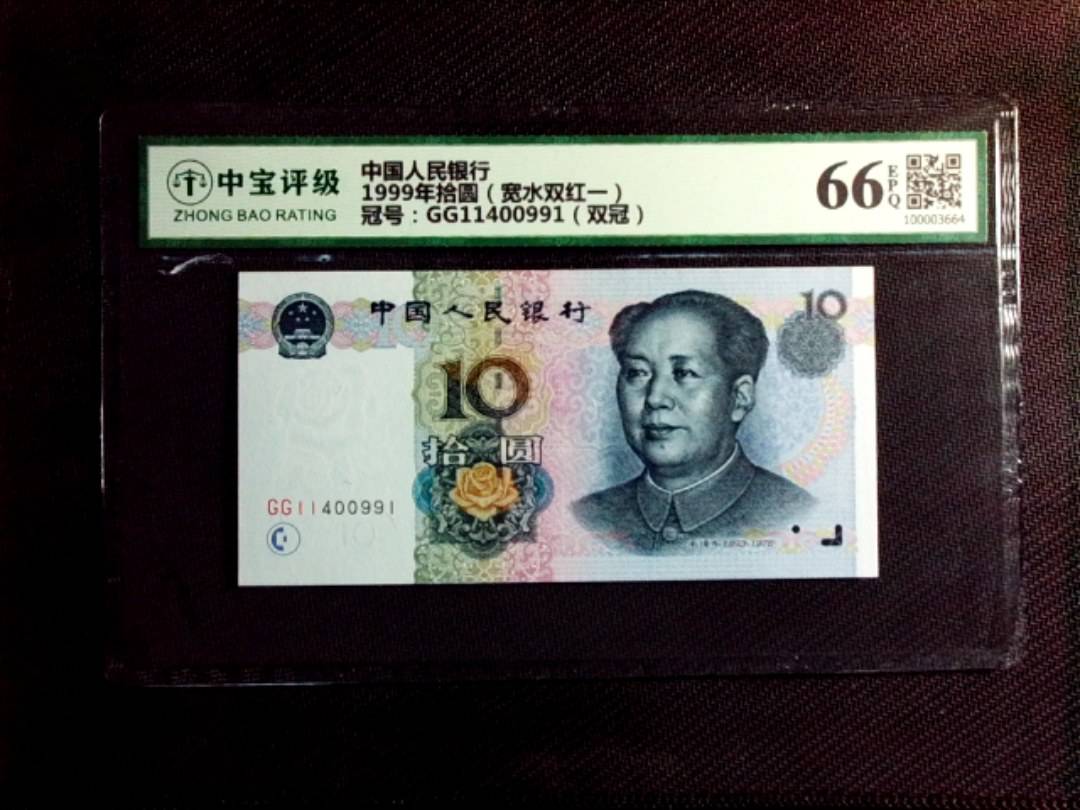 中宝评级
ZHONG BAO RATING
中国人民银行
1999年拾圆（宽水双红一）
冠号：GG11400991（双冠）
66
EPQ
100003664
中国人民银行
10
10
拾圆
GG11400991
10